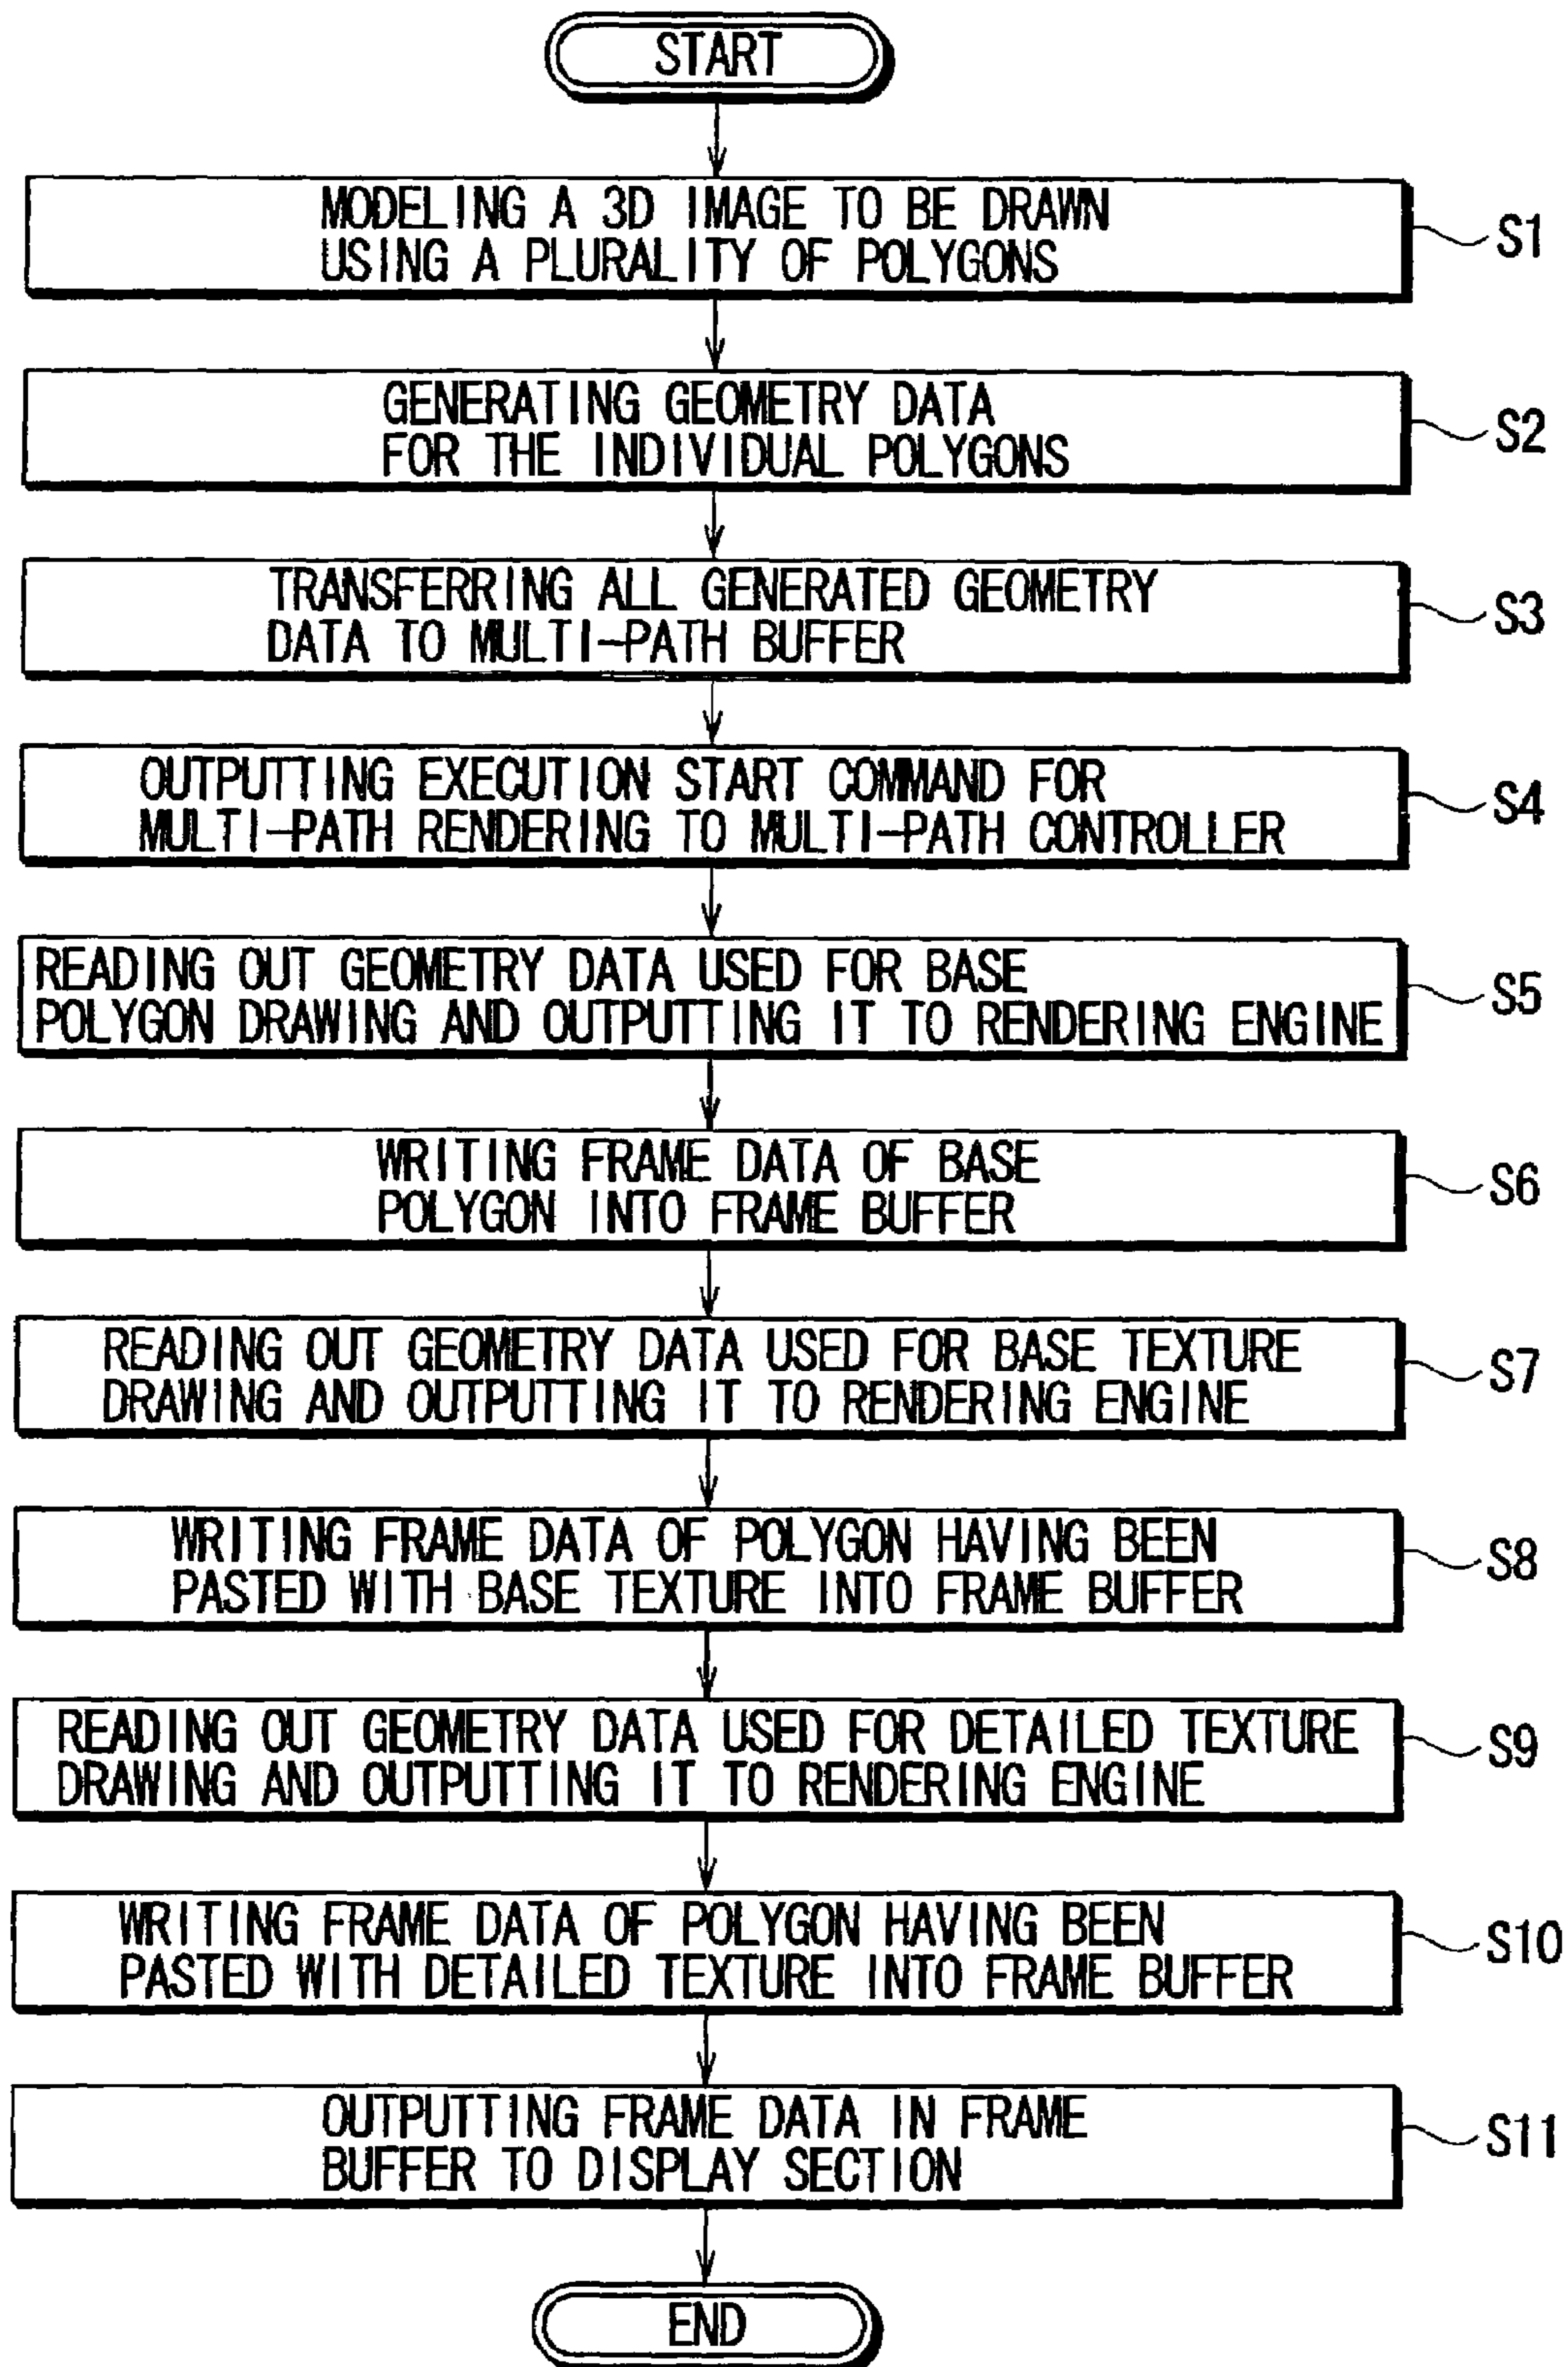 START
MODELING A 3D IMAGE TO BE DRAWN
USING A PLURALITY OF POLYGONS
S1
GENERATING GEOMETRY DATA
FOR THE INDIVIDUAL POLYGONS
S2
TRANSFERRING ALL GENERATED GEOMETRY
DATA TO MULTI-PATH BUFFER
S3
OUTPUTTING EXECUTION START COMMAND FOR
MULTI-PATH RENDERING TO MULTI-PATH CONTROLLER
S4
READING OUT GEOMETRY DATA USED FOR BASE
POLYGON DRAWING AND OUTPUTTING IT TO RENDERING ENGINE
S5
WRITING FRAME DATA OF BASE
POLYGON INTO FRAME BUFFER
S6
READING OUT GEOMETRY DATA USED FOR BASE TEXTURE
DRAWING AND OUTPUTTING IT TO RENDERING ENGINE
S7
WRITING FRAME DATA OF POLYGON HAVING BEEN
PASTED WITH BASE TEXTURE INTO FRAME BUFFER
S8
READING OUT GEOMETRY DATA USED FOR DETAILED TEXTURE
DRAWING AND OUTPUTTING IT TO RENDERING ENGINE
S9
WRITING FRAME DATA OF POLYGON HAVING BEEN
PASTED WITH DETAILED TEXTURE INTO FRAME BUFFER
S10
OUTPUTTING FRAME DATA IN FRAME
BUFFER TO DISPLAY SECTION
S11
END